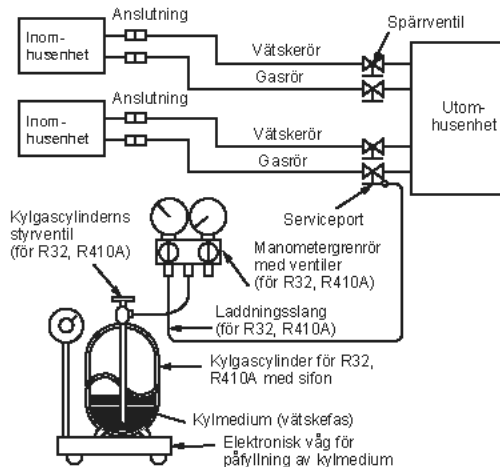 Anslutning
Spärrventil
Inom-
husenhet
Vätskerör
Gasrör
Utom-
husenhet
Anslutning
Inom-
husenhet
Vätskerör
Gasrör
Serviceport
Kylgascylinderns
styrventil
(för R32, R410A)
Manometergrenrör
med ventiler
(för R32, R410A)
Laddningsslang
(för R32, R410A)
Kylgascylinder för R32,
R410A med sifon
Kylmedium (vätskefas)
Elektronisk våg för
påfyllning av kylmedium